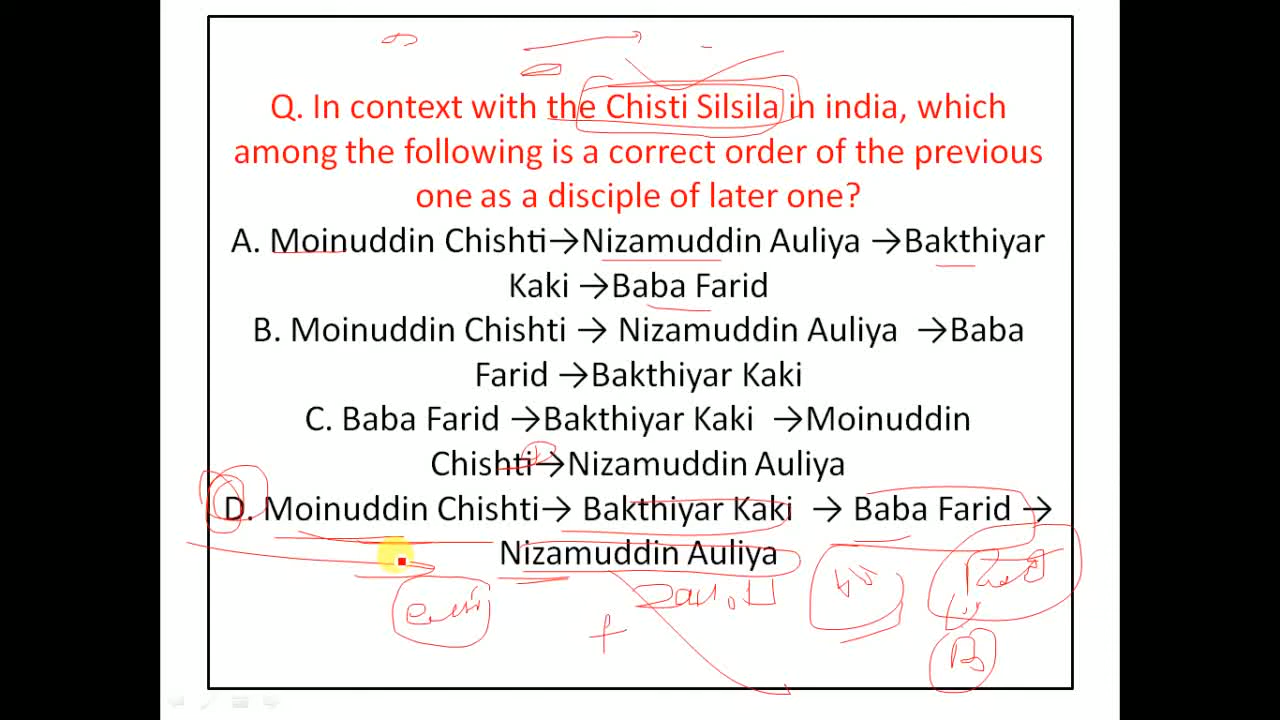 Q. In context with the Chisti Silsila in india, which
among the following is a correct order of the previous
one as a disciple of later one?
A. Moinuddin Chishti→Nizamuddin Auliya →Bakthiyar
Kaki →Baba Farid
B. Moinuddin Chishti → Nizamuddin Auliya →Baba
Farid →Bakthiyar Kaki
C. Baba Farid →Bakthiyar Kaki →Moinuddin
Chishti→Nizamuddin Auliya
D. Moinuddin Chishti→ Bakthiyar Kaki → Baba Farid →
Nizamuddin Auliya